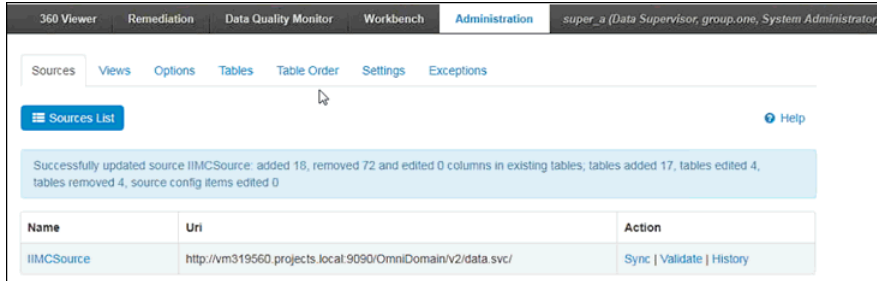 360 Viewer Remediation Data Quality Monitor Workbench Administration super_a (Data Supervisor, group.one, System Administrator
Sources Views Options Tables Table Order Settings Exceptions
Sources List Help
Successfully updated source IIMCSource: added 18, removed 72 and edited 0 columns in existing tables; tables added 17, tables edited 4,
tables removed 4, source config items edited 0
Name Uri Action
IIMCSource http://vm319560.projects.local:9090/OmniDomain/v2/data.svc/ Sync | Validate | History